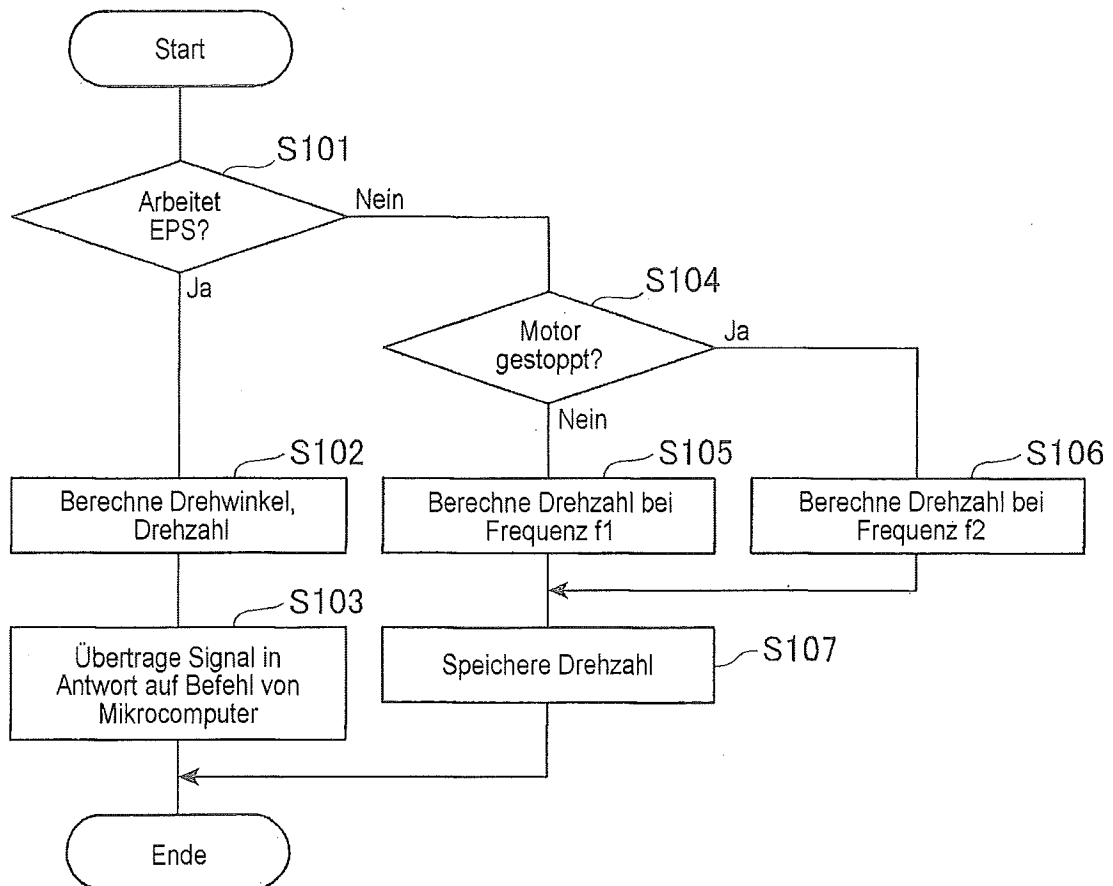 Start
S101
Arbeitet
EPS?
Nein
Ja
S104
Motor
gestoppt?
Ja
Nein
S102
Berechne Drehwinkel,
Drehzahl
S105
Berechne Drehzahl bei
Frequenz f1
S106
Berechne Drehzahl bei
Frequenz f2
S103
Übertrage Signal in
Antwort auf Befehl von
Mikrocomputer
Speichere Drehzahl
S107
Ende